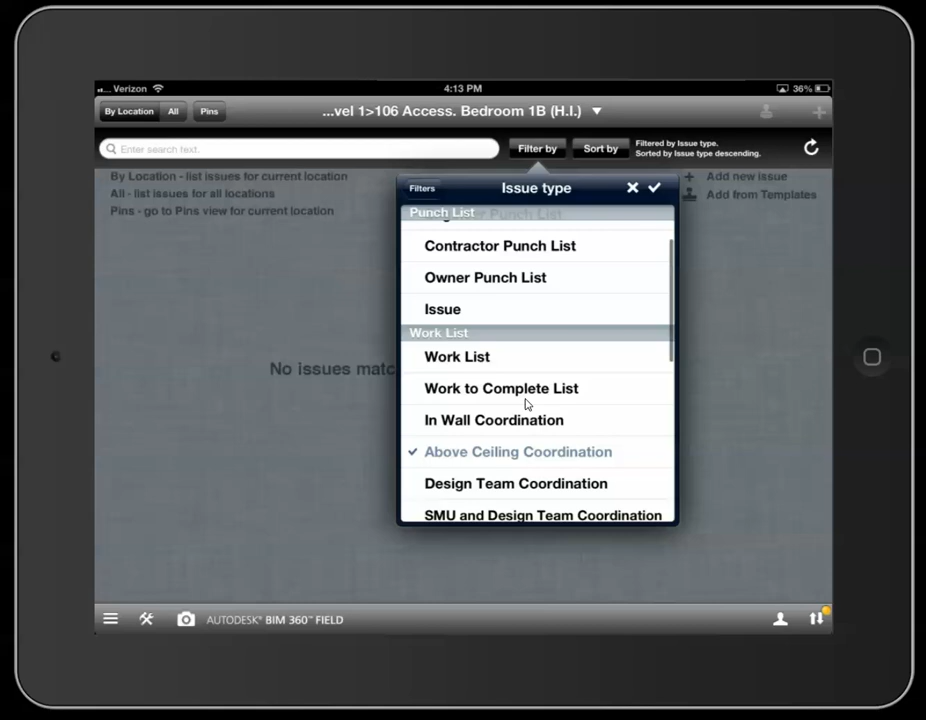 Verizon
4:13 PM
36%
By Location All Pins ...vel 1>106 Access. Bedroom 1B (H.I.)
Enter search text.
Filter by
Sort by
Filtered by Issue type.
Sorted by Issue type descending.
By Location - list issues for current location
All - list issues for all locations
Pins - go to Pins view for current location
Add new issue
Add from Templates
No issues matc
Filters
Issue type
Punch List
Punch List
Contractor Punch List
Owner Punch List
Issue
Work List
Work List
Work to Complete List
In Wall Coordination
Above Ceiling Coordination
Design Team Coordination
SMU and Design Team Coordination
AUTODESK® BIM 360™ FIELD